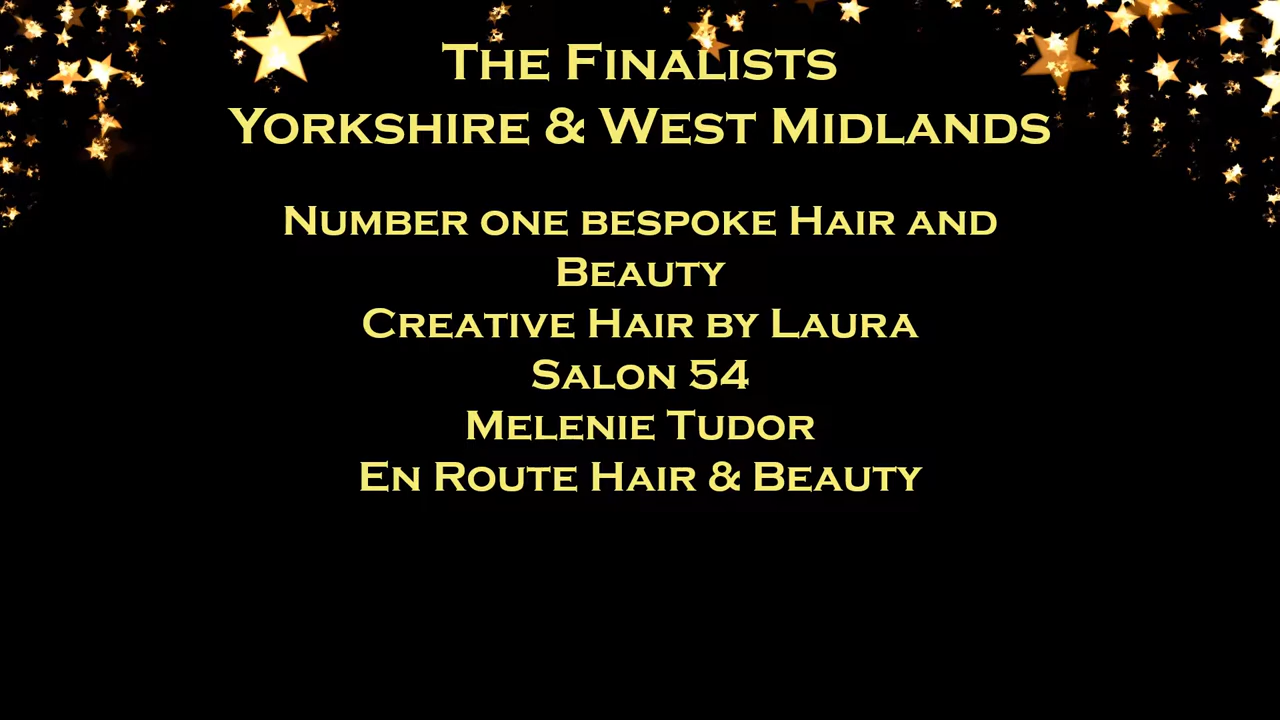 The Finalists
Yorkshire & West Midlands
Number one bespoke Hair and
Beauty
Creative Hair by Laura
Salon 54
Melenie Tudor
En Route Hair & Beauty